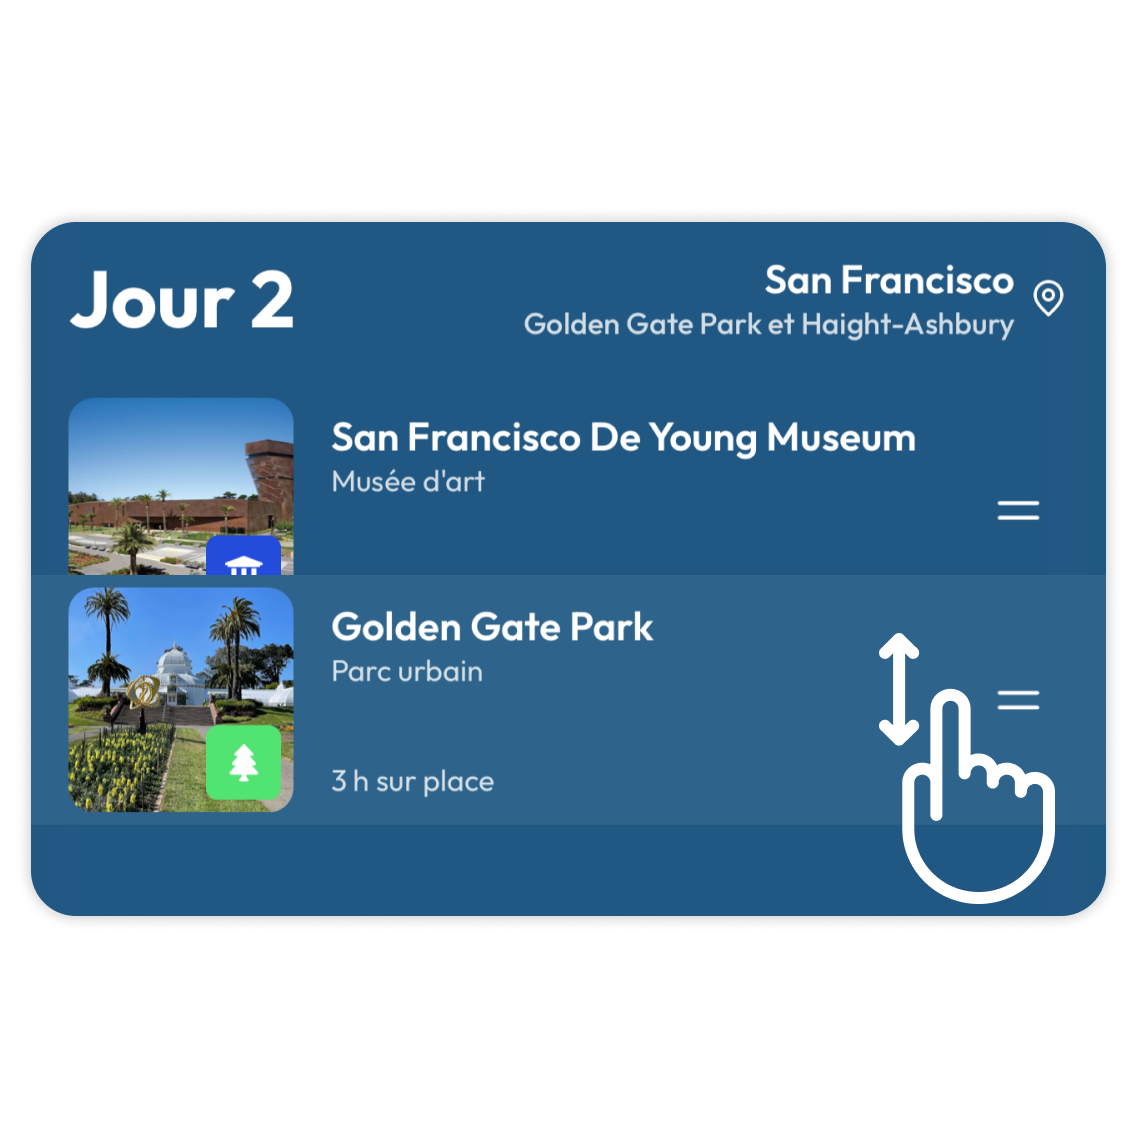 Jour 2
San Francisco
Golden Gate Park et Haight-Ashbury
San Francisco De Young Museum
Musée d'art
Golden Gate Park
Parc urbain
3 h sur place